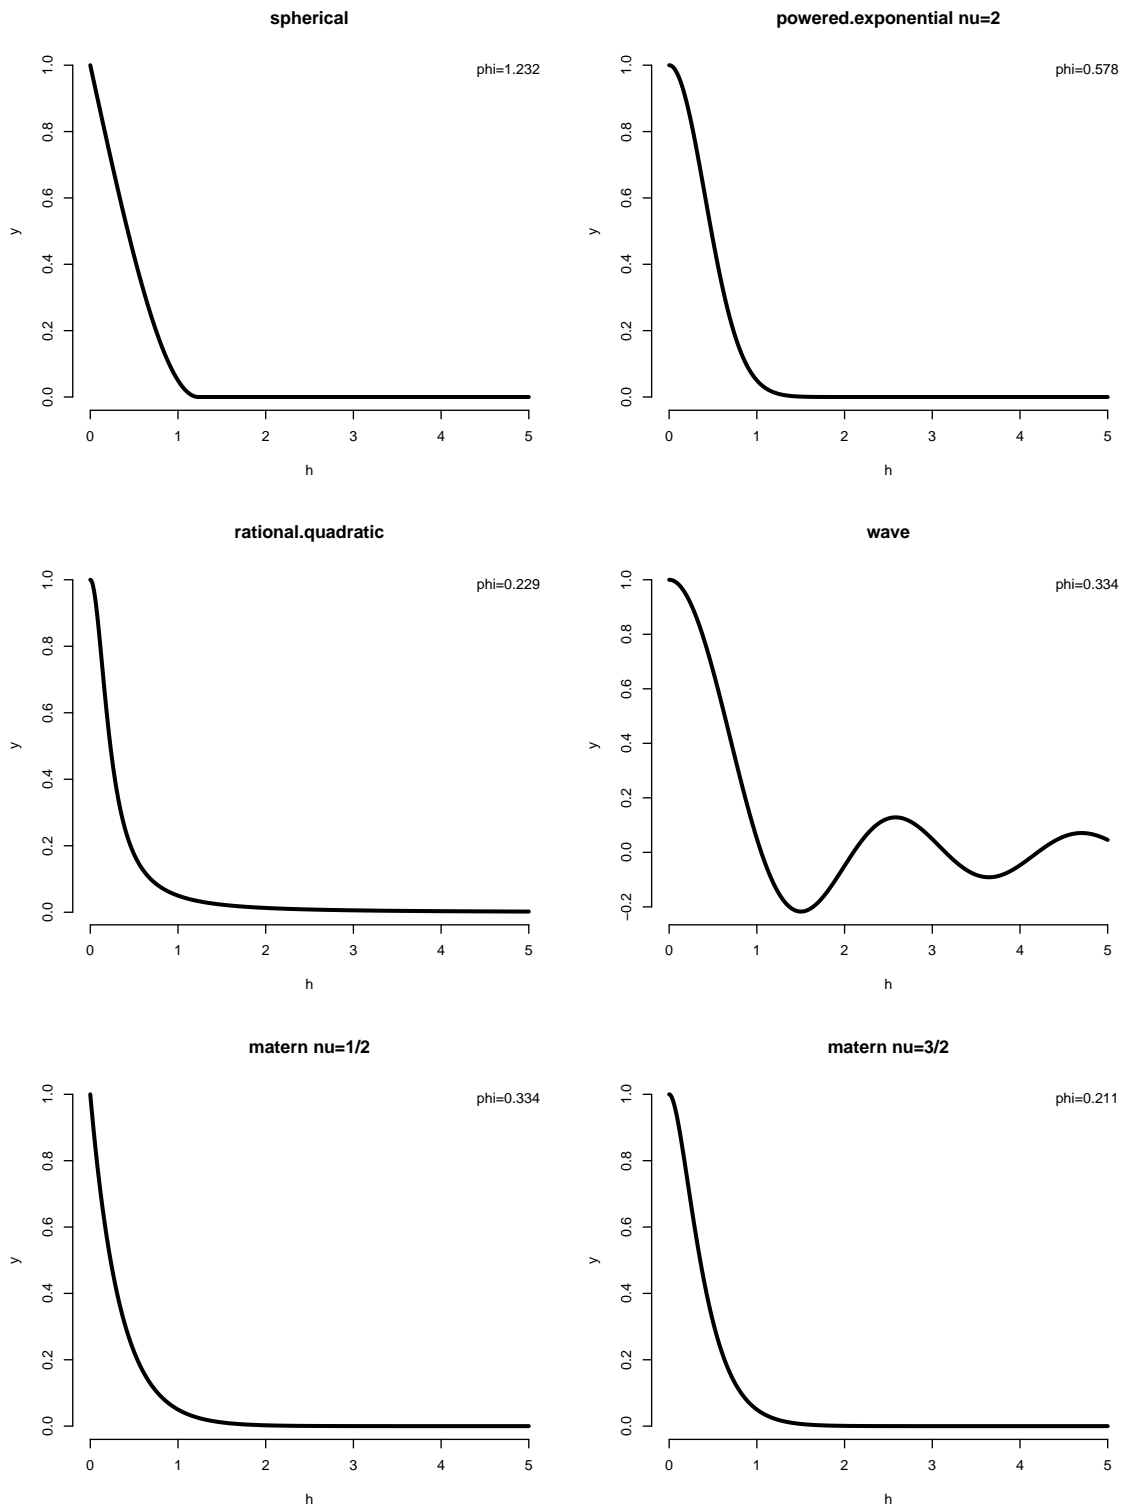 spherical
phi=1.232
y
0.0 0.2 0.4 0.6 0.8 1.0
0 1 2 3 4 5
h
powered.exponential nu=2
phi=0.578
y
0.0 0.2 0.4 0.6 0.8 1.0
0 1 2 3 4 5
h
rational.quadratic
phi=0.229
y
0.0 0.2 0.4 0.6 0.8 1.0
0 1 2 3 4 5
h
wave
phi=0.334
y
−0.2 0.0 0.2 0.4 0.6 0.8 1.0
0 1 2 3 4 5
h
matern nu=1/2
phi=0.334
y
0.0 0.2 0.4 0.6 0.8 1.0
0 1 2 3 4 5
h
matern nu=3/2
phi=0.211
y
0.0 0.2 0.4 0.6 0.8 1.0
0 1 2 3 4 5
h